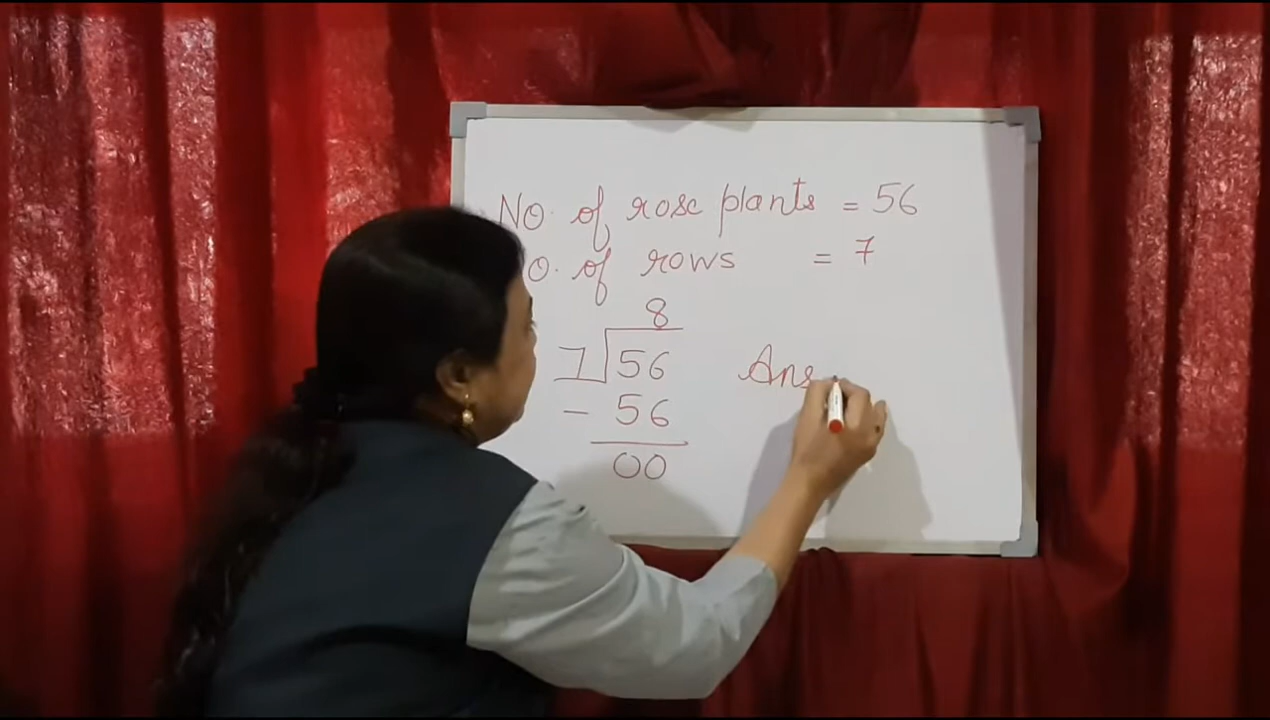 No. of rose plants = 56
o. of rows = 7
8
7 56
- 56
00
Ans